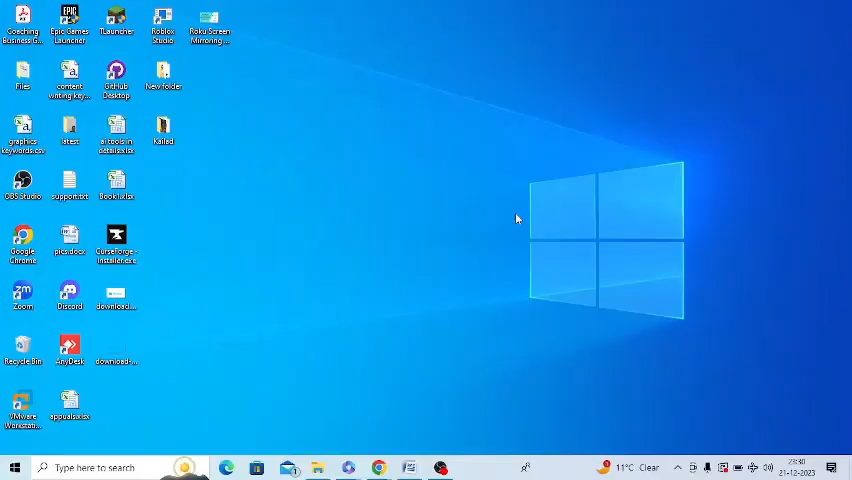 Coaching
Business G...
Epic Games
Launcher
TLauncher
Roblox
Studio
Roku Screen
Mirroring ...
Files
content
writing key...
GitHub
Desktop
New folder
graphics
keywords.csv
latest
ai tools in
details.xlsx
Kailad
OBS Studio
support.txt
Book1.xlsx
Google
Chrome
pics.docx
CurseForge -
Installer.exe
Zoom
Discord
download....
Recycle Bin
AnyDesk
download-...
VMware
Workstati...
appuals.xlsx
Type here to search
11°C Clear
23:30
21-12-2023